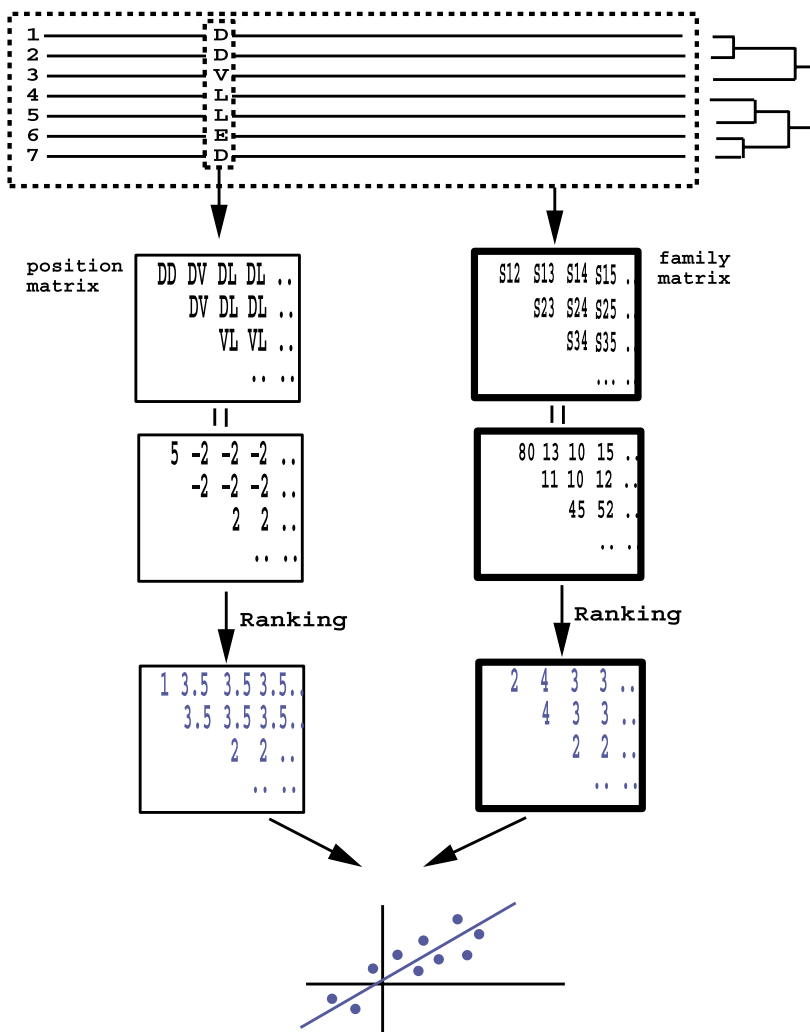 1 D
2 D
3 V
4 L
5 L
6 E
7 D
position
matrix
DD DV DL DL ..
DV DL DL ..
VL VL ..
.. ..
family
matrix
S12 S13 S14 S15 ..
S23 S24 S25 ..
S34 S35 ..
... ..
5 -2 -2 -2 ..
-2 -2 -2 ..
2 2 ..
.. ..
80 13 10 15 ..
11 10 12 ..
45 52 ..
.. ..
Ranking
Ranking
1 3.5 3.5 3.5..
3.5 3.5 3.5..
2 2 ..
.. ..
2 4 3 3 ..
4 3 3 ..
2 2 ..
.. ..